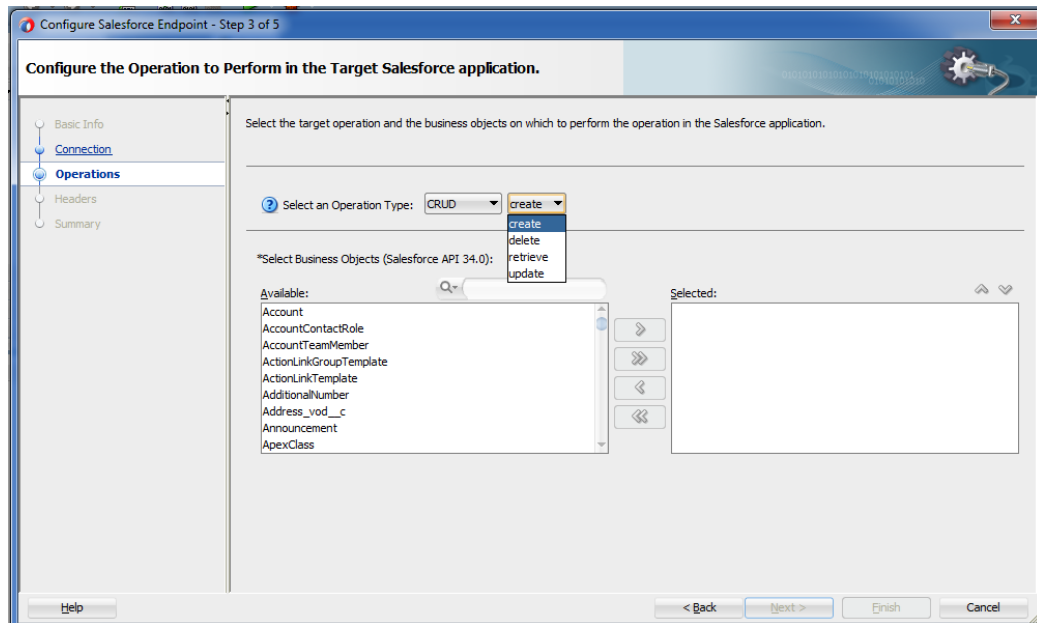 Configure Salesforce Endpoint - Step 3 of 5
Configure the Operation to Perform in the Target Salesforce application.
Basic Info
Connection
Operations
Headers
Summary
Select the target operation and the business objects on which to perform the operation in the Salesforce application.
Select an Operation Type: CRUD create
create
delete
retrieve
update
*Select Business Objects (Salesforce API 34.0):
Available:
Selected:
Account
AccountContactRole
AccountTeamMember
ActionLinkGroupTemplate
ActionLinkTemplate
AdditionalNumber
Address_vod__c
Announcement
ApexClass
Help
< Back
Next >
Finish
Cancel